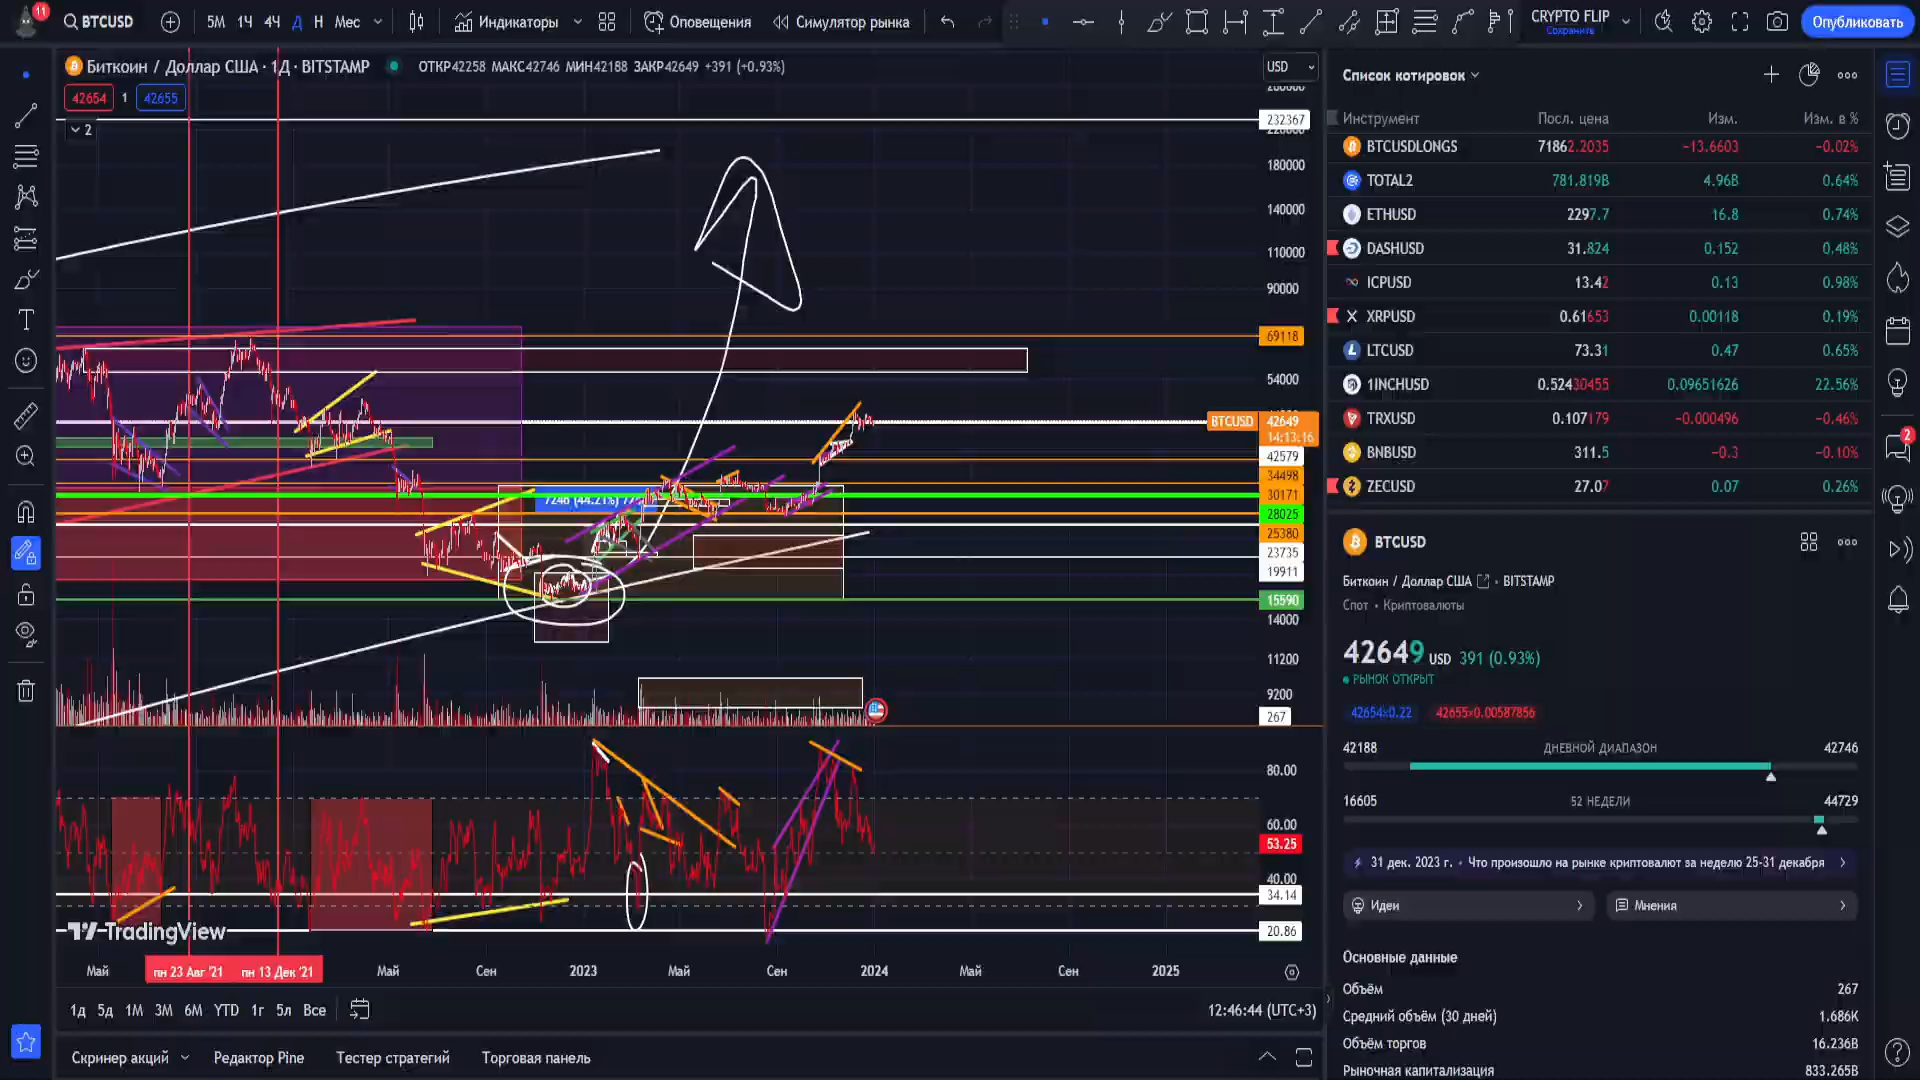 11
BTCUSD
5М 1Ч 4Ч Д Н Мес
Индикаторы
Оповещения
Симулятор рынка
CRYPTO FLIP
Сохранить
Опубликовать
Биткоин / Доллар США · 1Д · BITSTAMP
ОТКР42258 МАКС42746 МИН42188 ЗАКР42649 +391 (+0.93%)
42654 1 42655
2
USD
232367
180000
140000
110000
90000
69118
54000
BTCUSD 42649
14:13:16
42579
34498
30171
28025
25380
23735
19911
15590
14000
11200
9200
267
80.00
60.00
53.25
40.00
34.14
20.86
TradingView
Май
пн 23 Авг '21
пн 13 Дек '21
Май Сен 2023 Май Сен 2024 Май Сен 2025
1д 5д 1М 3М 6М YTD 1г 5л Все
12:46:44 (UTC+3)
Скринер акций Редактор Pine Тестер стратегий Торговая панель
Список котировок
Инструмент Посл. цена Изм. Изм. в %
BTCUSDLONGS 71862.2035 −13.6603 −0.02%
TOTAL2 781.819B 4.96B 0.64%
ETHUSD 2297.7 16.8 0.74%
DASHUSD 31.824 0.152 0.48%
ICPUSD 13.42 0.13 0.98%
XRPUSD 0.61653 0.00118 0.19%
LTCUSD 73.31 0.47 0.65%
1INCHUSD 0.52430455 0.09651626 22.56%
TRXUSD 0.107179 −0.000496 −0.46%
BNBUSD 311.5 −0.3 −0.10%
ZECUSD 27.07 0.07 0.26%
BTCUSD
Биткоин / Доллар США · BITSTAMP
Спот · Криптовалюты
42649 USD 391 (0.93%)
РЫНОК ОТКРЫТ
42654×0.22 42655×0.00587856
42188 ДНЕВНОЙ ДИАПАЗОН 42746
16605 52 НЕДЕЛИ 44729
31 дек. 2023 г. · Что произошло на рынке криптовалют за неделю 25-31 декабря
Идеи
Мнения
Основные данные
Объём 267
Средний объём (30 дней) 1.686K
Объём торгов 16.236B
Рыночная капитализация 833.265B
2